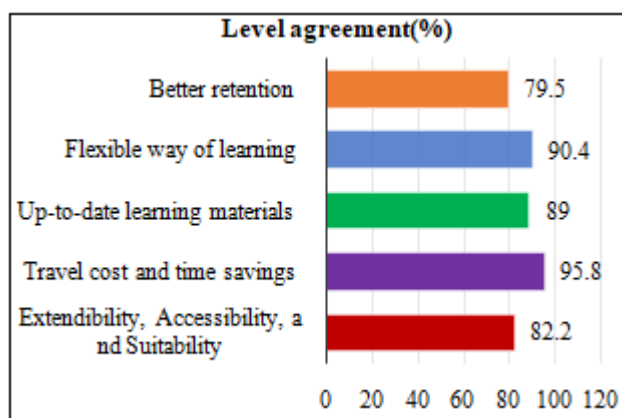 Level agreement(%)
Better retention
79.5
Flexible way of learning
90.4
Up-to-date learning materials
89
Travel cost and time savings
95.8
Extendibility, Accessibility, a
nd Suitability
82.2
0 20 40 60 80 100 120